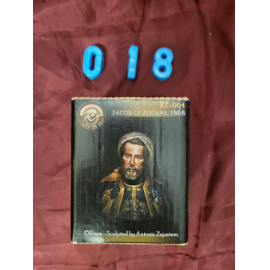 018
RT-004
JACOB LE ZOUAVE, 1868
150 mm - Sculpted by Antonio Zapatero